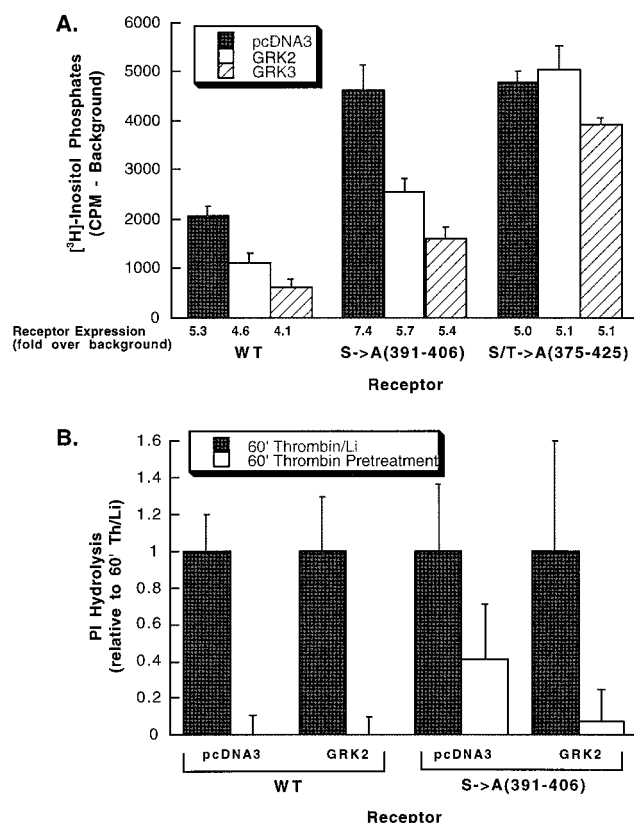 A.
6000
5000
4000
3000
2000
1000
0
[³H]-Inositol Phosphates
(CPM - Background)
pcDNA3
GRK2
GRK3
Receptor Expression
(fold over background)
5.3 4.6 4.1 7.4 5.7 5.4 5.0 5.1 5.1
WT S->A(391-406) S/T->A(375-425)
Receptor
B.
1.6
1.4
1.2
1
0.8
0.6
0.4
0.2
0
PI Hydrolysis
(relative to 60' Th/Li)
60' Thrombin/Li
60' Thrombin Pretreatment
pcDNA3 GRK2 pcDNA3 GRK2
WT S->A(391-406)
Receptor